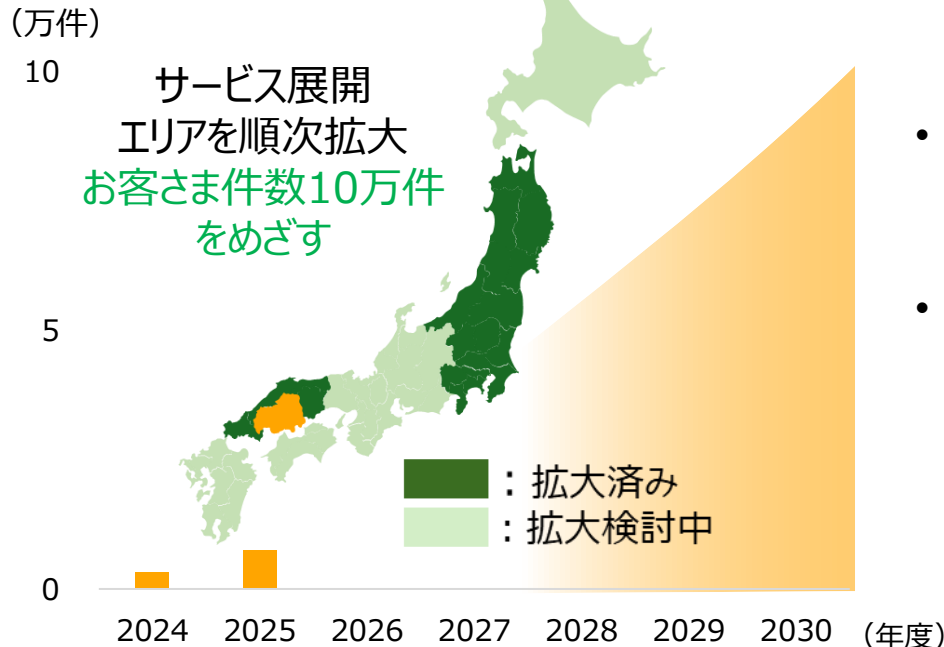 （万件）
10
サービス展開
エリアを順次拡大
お客さま件数10万件
をめざす
•
5
•
：拡大済み
：拡大検討中
0
2024 2025 2026 2027 2028 2029 2030 （年度）